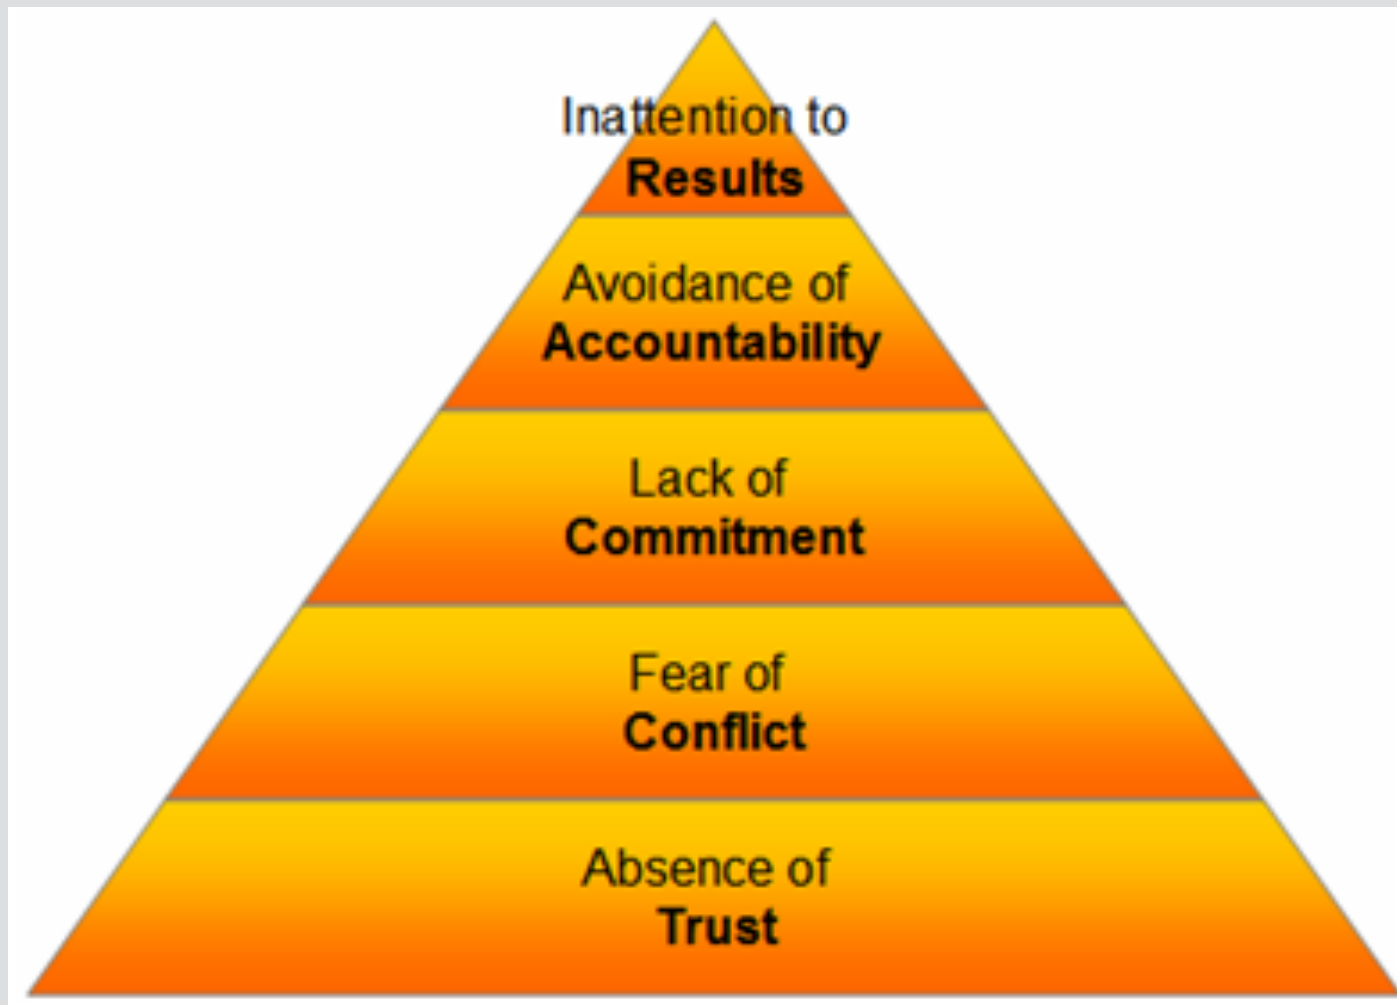 Inattention to
Results
Avoidance of
Accountability
Lack of
Commitment
Fear of
Conflict
Absence of
Trust